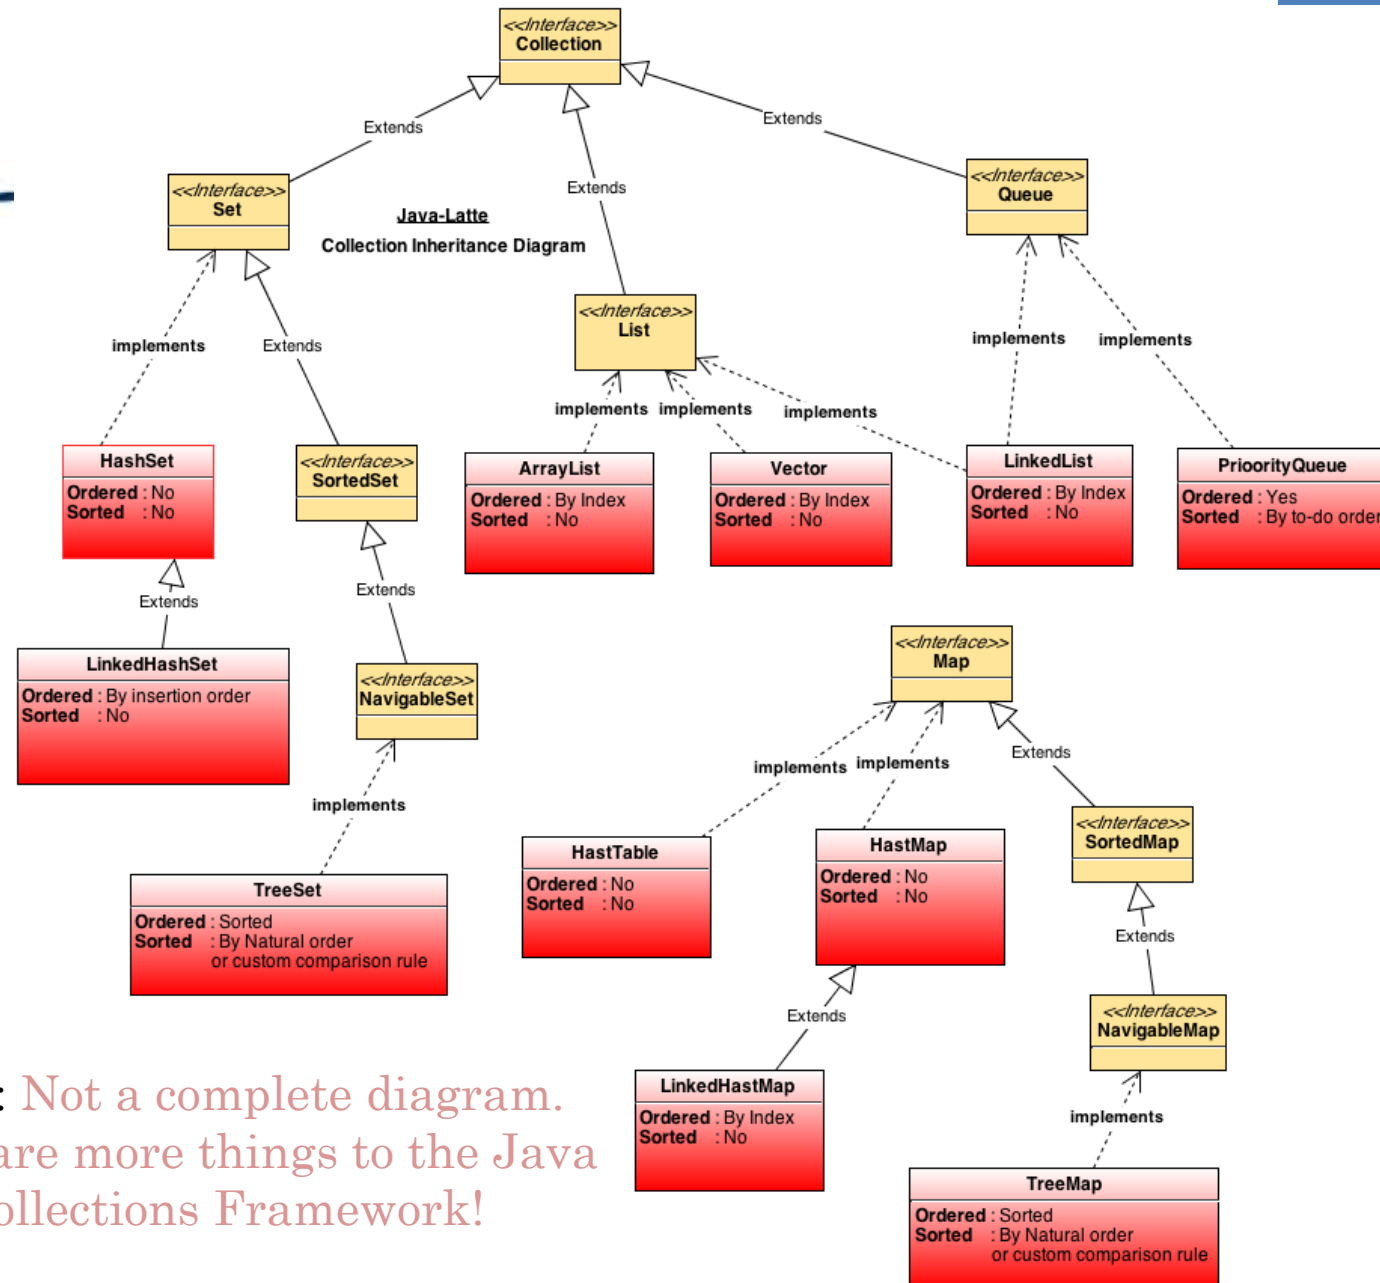 <<Interface>>
Collection
Extends
Extends
Extends
<<Interface>>
Set
<<Interface>>
Queue
Java-Latte
Collection Inheritance Diagram
<<Interface>>
List
implements
Extends
implements
implements
implements
implements
implements
HashSet
Ordered : No
Sorted : No
<<Interface>>
SortedSet
ArrayList
Ordered : By Index
Sorted : No
Vector
Ordered : By Index
Sorted : No
LinkedList
Ordered : By Index
Sorted : No
PrioorityQueue
Ordered : Yes
Sorted : By to-do order
Extends
Extends
LinkedHashSet
Ordered : By insertion order
Sorted : No
<<Interface>>
NavigableSet
implements
TreeSet
Ordered : Sorted
Sorted : By Natural order
or custom comparison rule
<<Interface>>
Map
implements
implements
Extends
HastTable
Ordered : No
Sorted : No
HastMap
Ordered : No
Sorted : No
<<Interface>>
SortedMap
Extends
Extends
<<Interface>>
NavigableMap
LinkedHastMap
Ordered : By Index
Sorted : No
implements
TreeMap
Ordered : Sorted
Sorted : By Natural order
or custom comparison rule
: Not a complete diagram.
are more things to the Java
ollections Framework!